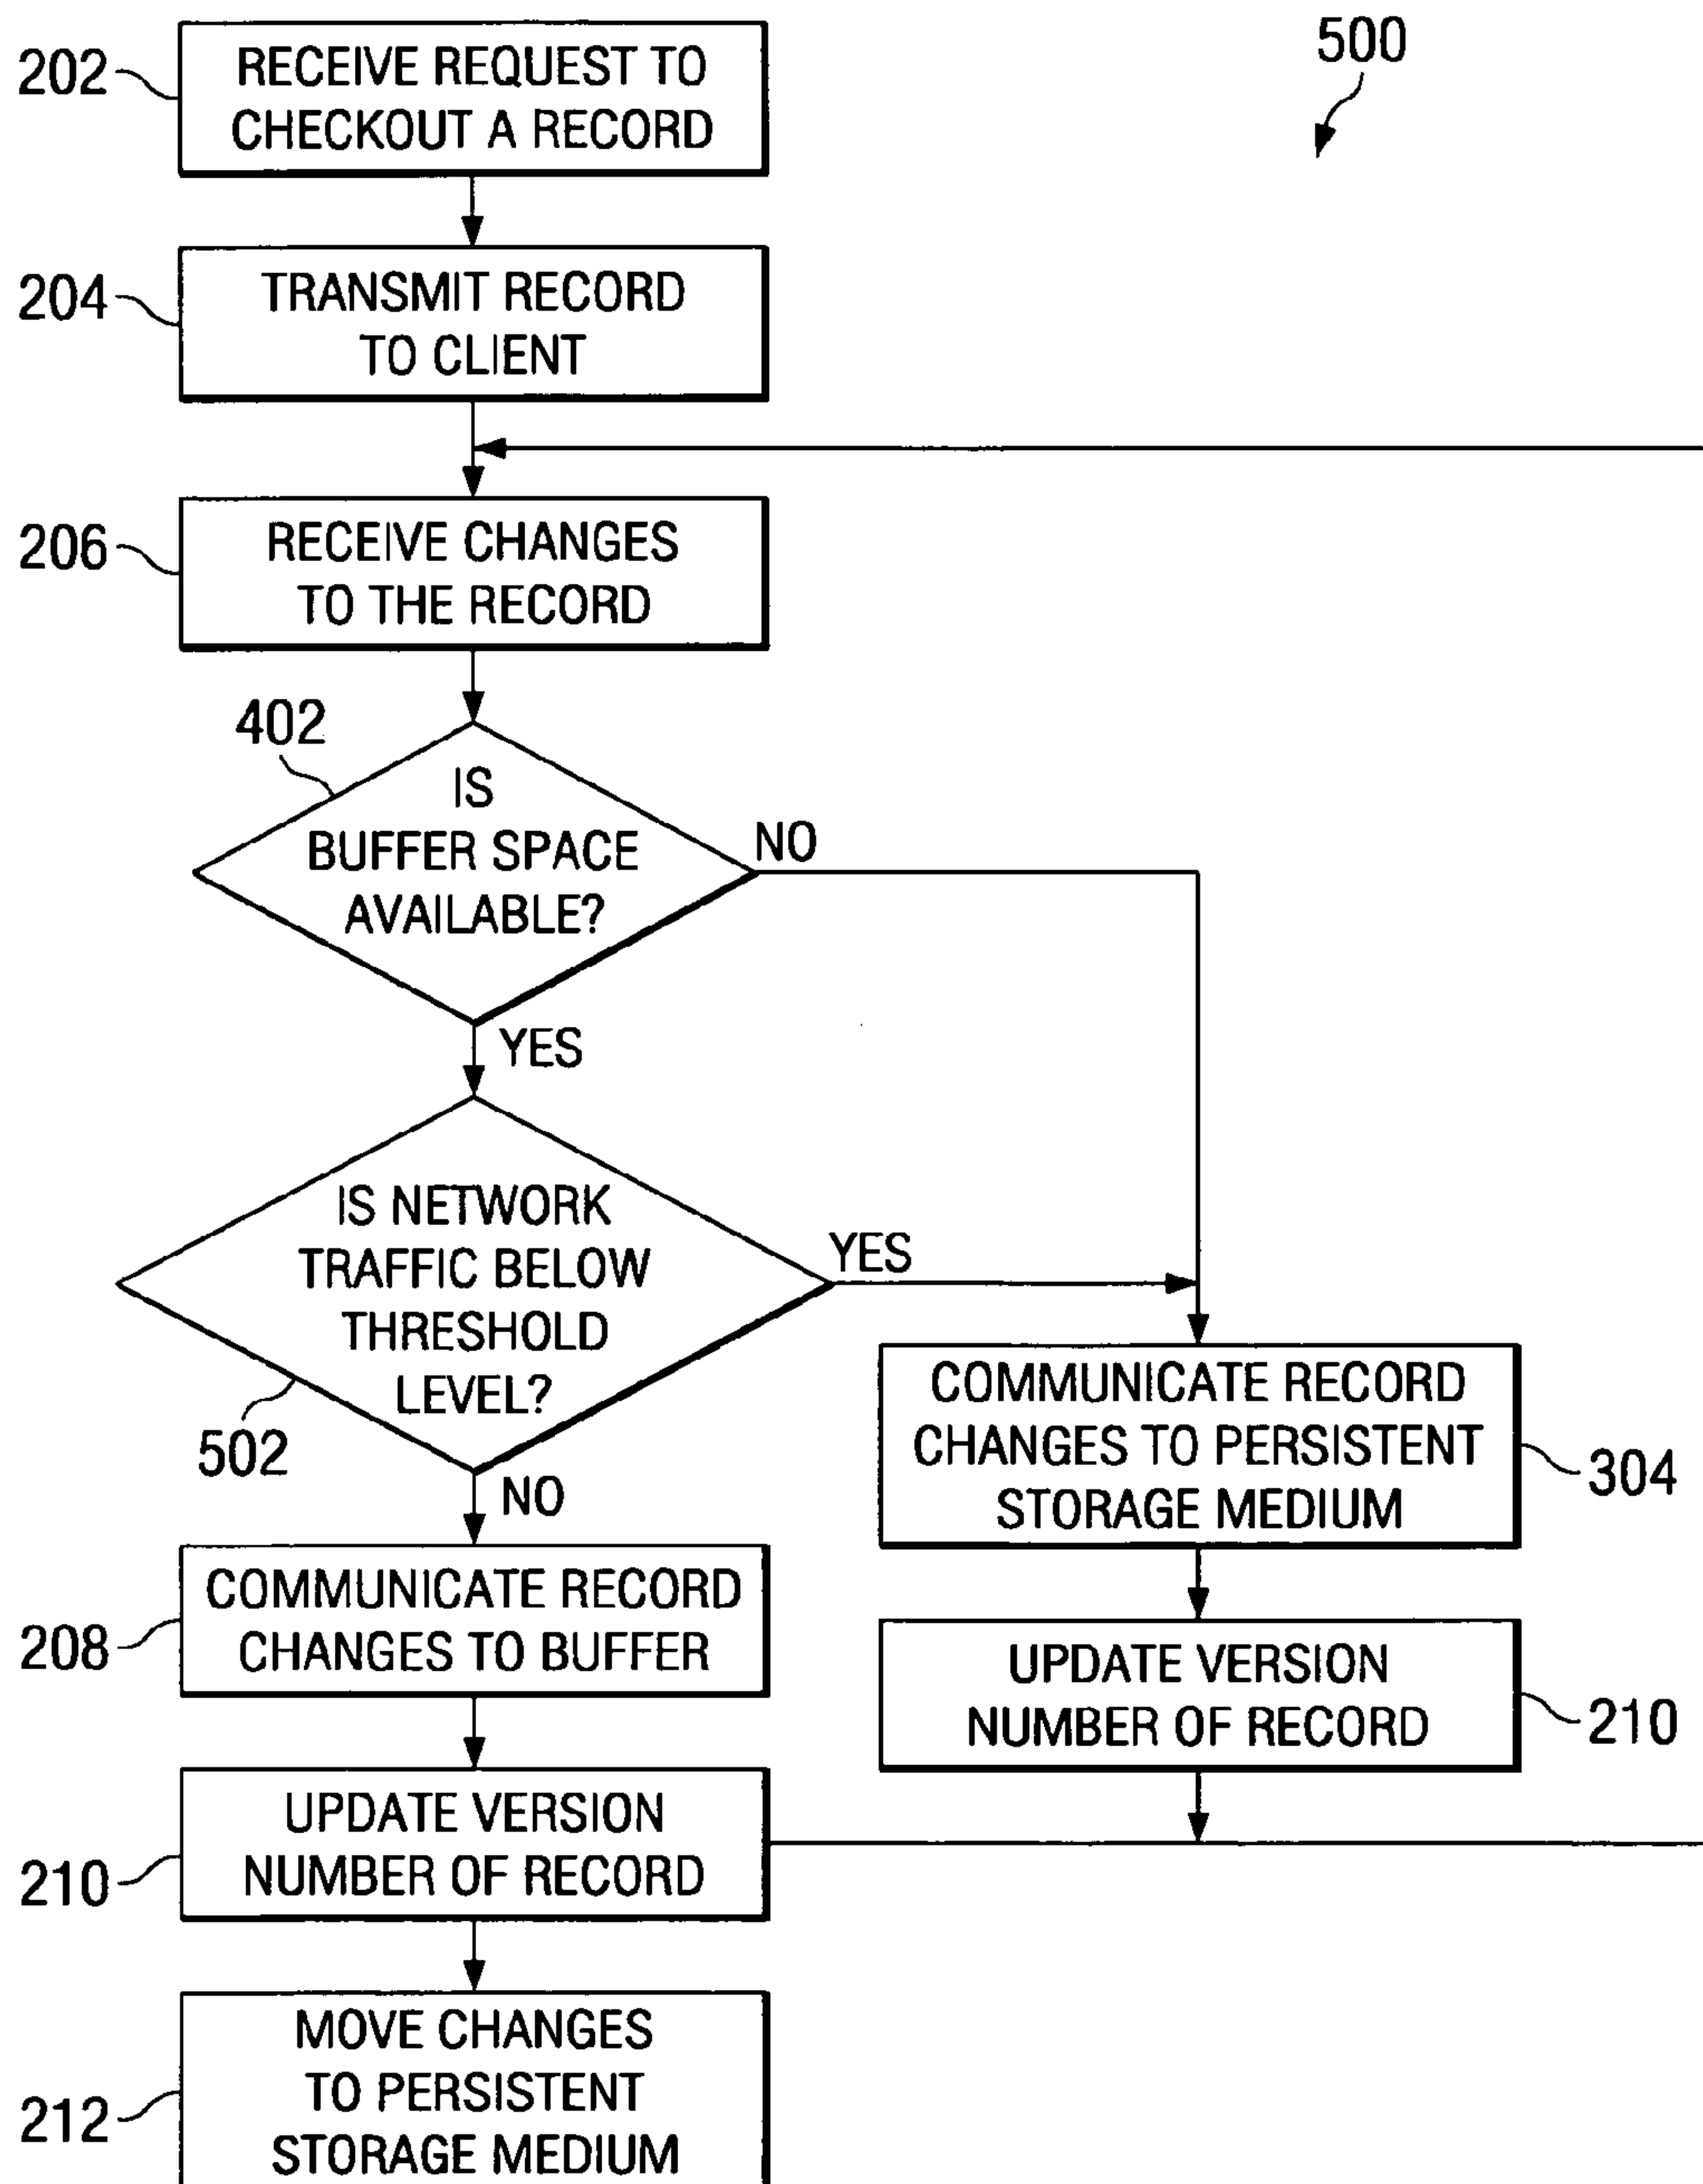 500
202
RECEIVE REQUEST TO
CHECKOUT A RECORD
204
TRANSMIT RECORD
TO CLIENT
206
RECEIVE CHANGES
TO THE RECORD
402
IS
BUFFER SPACE
AVAILABLE?
NO
YES
IS NETWORK
TRAFFIC BELOW
THRESHOLD
LEVEL?
YES
502
NO
COMMUNICATE RECORD
CHANGES TO PERSISTENT
STORAGE MEDIUM
304
208
COMMUNICATE RECORD
CHANGES TO BUFFER
UPDATE VERSION
NUMBER OF RECORD
210
210
UPDATE VERSION
NUMBER OF RECORD
212
MOVE CHANGES
TO PERSISTENT
STORAGE MEDIUM